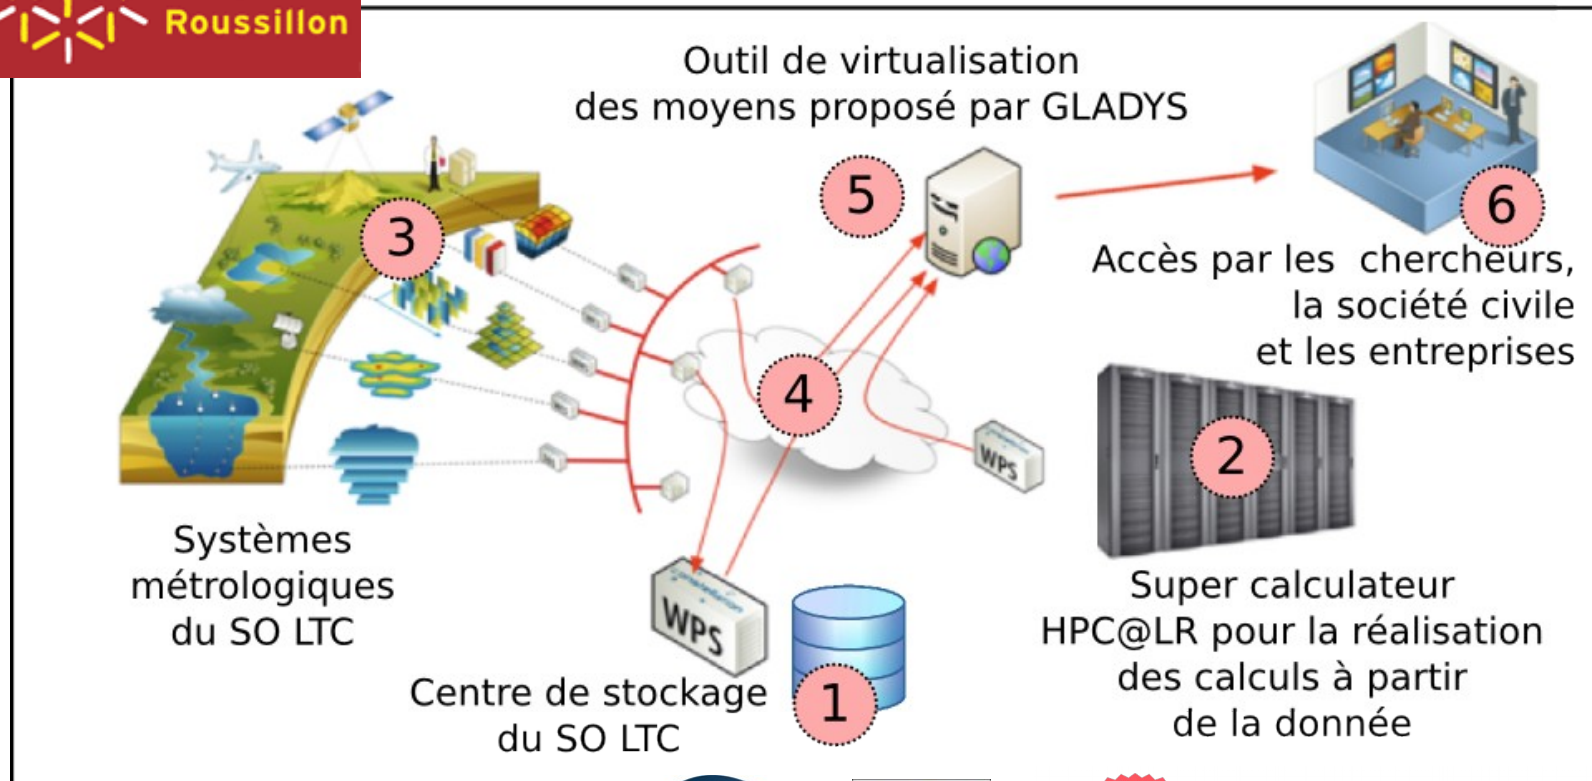 Roussillon
Outil de virtualisation
des moyens proposé par GLADYS
5
6
3
Accès par les chercheurs,
la société civile
et les entreprises
4
WPS
2
Systèmes
métrologiques
du SO LTC
constellation
WPS
1
Centre de stockage
du SO LTC
Super calculateur
HPC@LR pour la réalisation
des calculs à partir
de la donnée